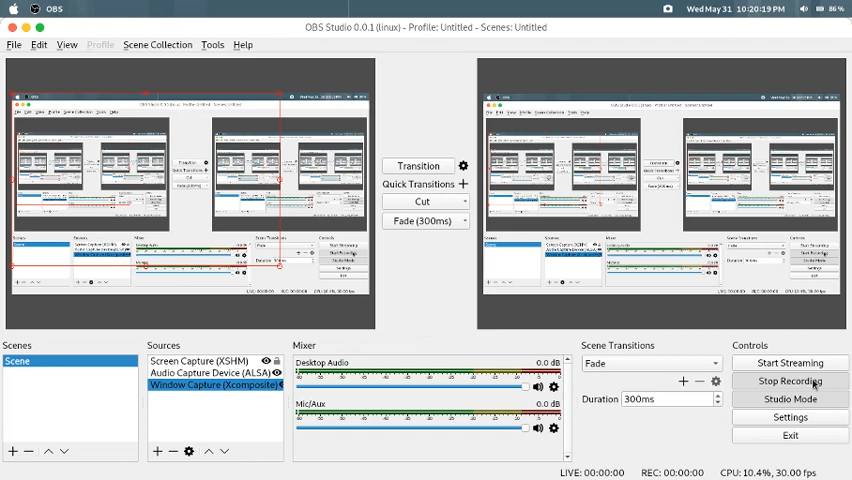 OBS Wed May 31 10:20:19 PM 86 %
OBS Studio 0.0.1 (linux) - Profile: Untitled - Scenes: Untitled
File Edit View Profile Scene Collection Tools Help
Transition
Quick Transitions
Cut
Fade (300ms)
Scenes Sources Mixer Scene Transitions Controls
Scene
Screen Capture (XSHM)
Audio Capture Device (ALSA)
Window Capture (Xcomposite)
Desktop Audio 0.0 dB
Mic/Aux 0.0 dB
Fade
Duration 300ms
Start Streaming
Stop Recording
Studio Mode
Settings
Exit
LIVE: 00:00:00 REC: 00:00:00 CPU: 10.4%, 30.00 fps